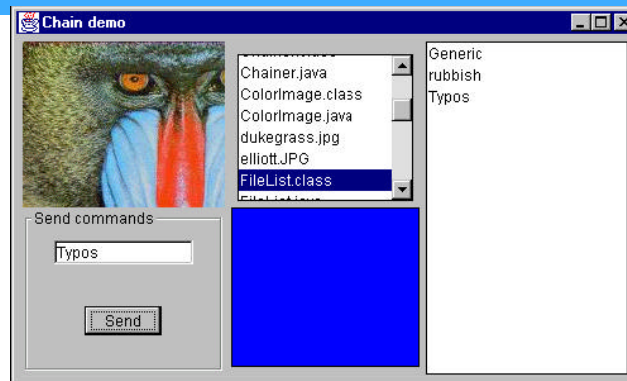 Chain demo
Chainer.java
ColorImage.class
ColorImage.java
dukegrass.jpg
elliott.JPG
FileList.class
Generic
rubbish
Typos
Send commands
Typos
Send